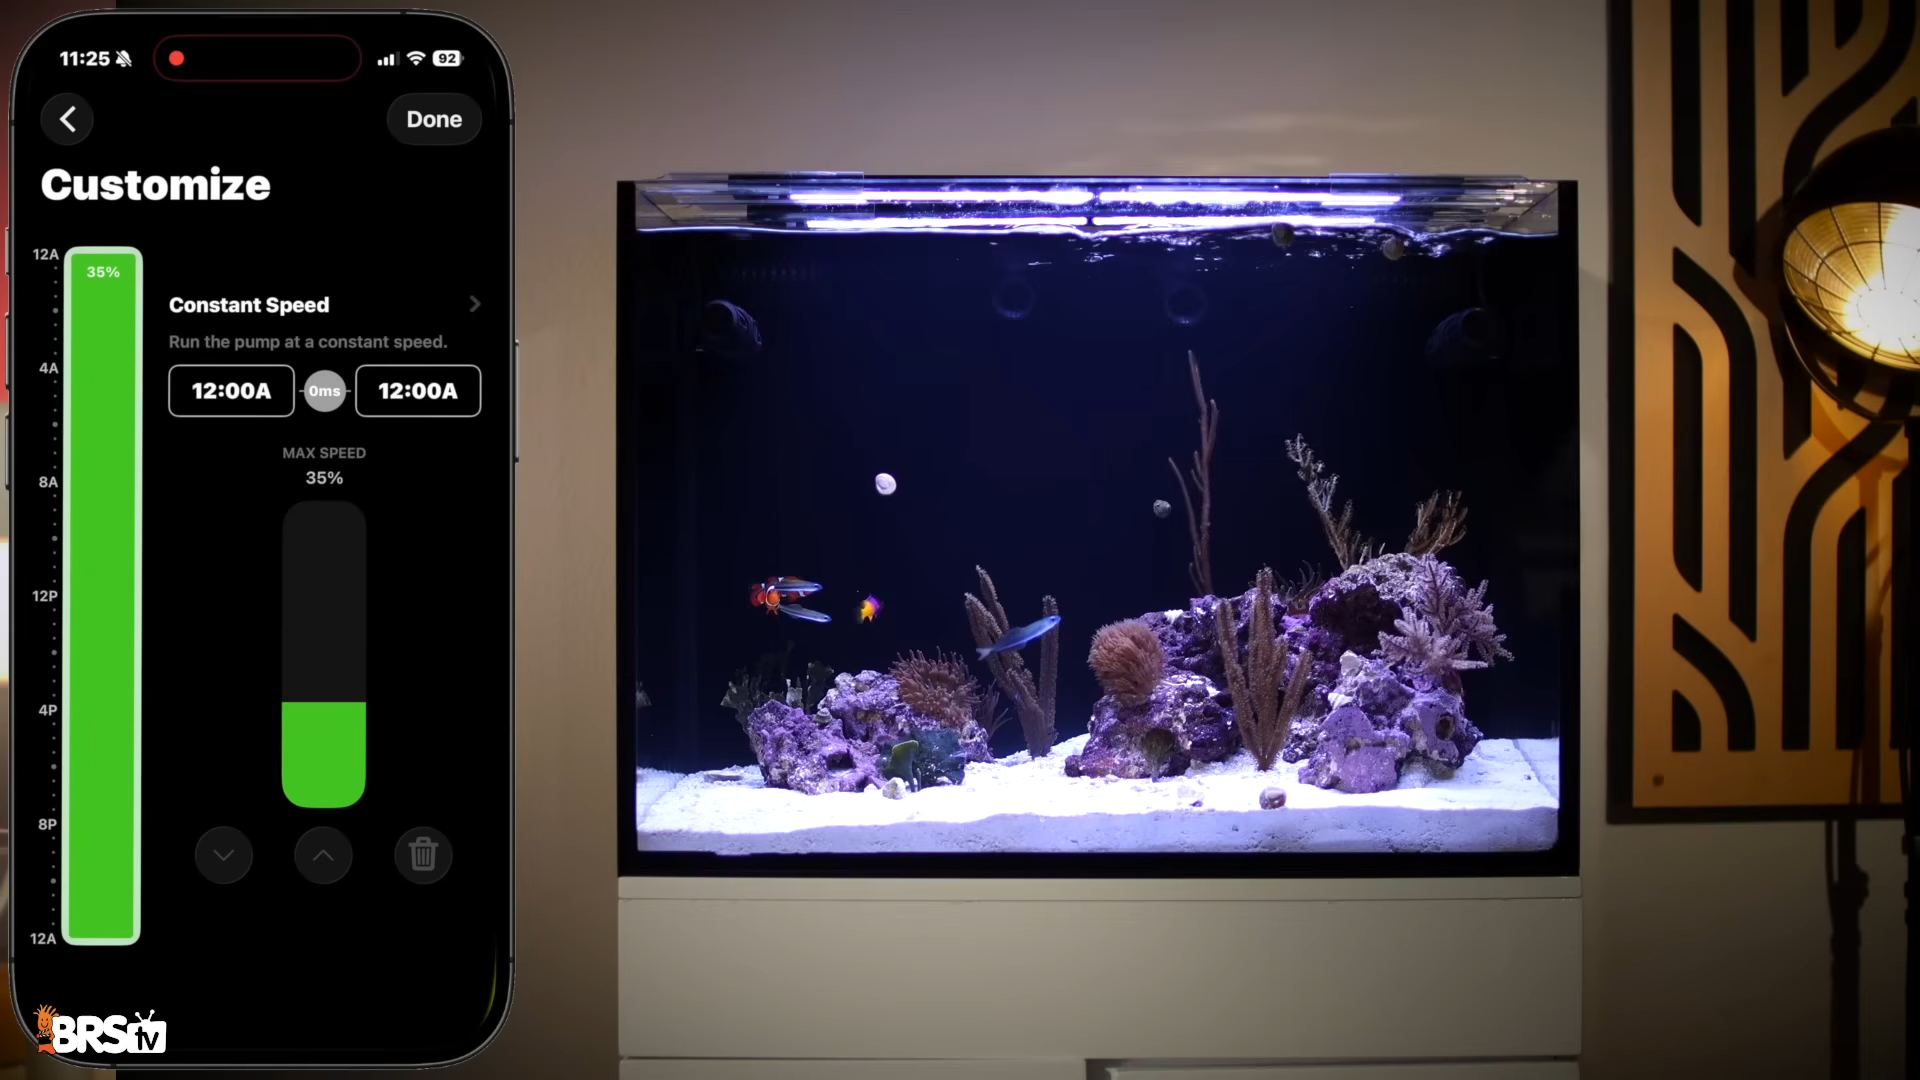 11:25
92
Done
Customize
12A
35%
Constant Speed
Run the pump at a constant speed.
4A
12:00A
0ms
12:00A
MAX SPEED
35%
8A
12P
4P
8P
12A
BRStv